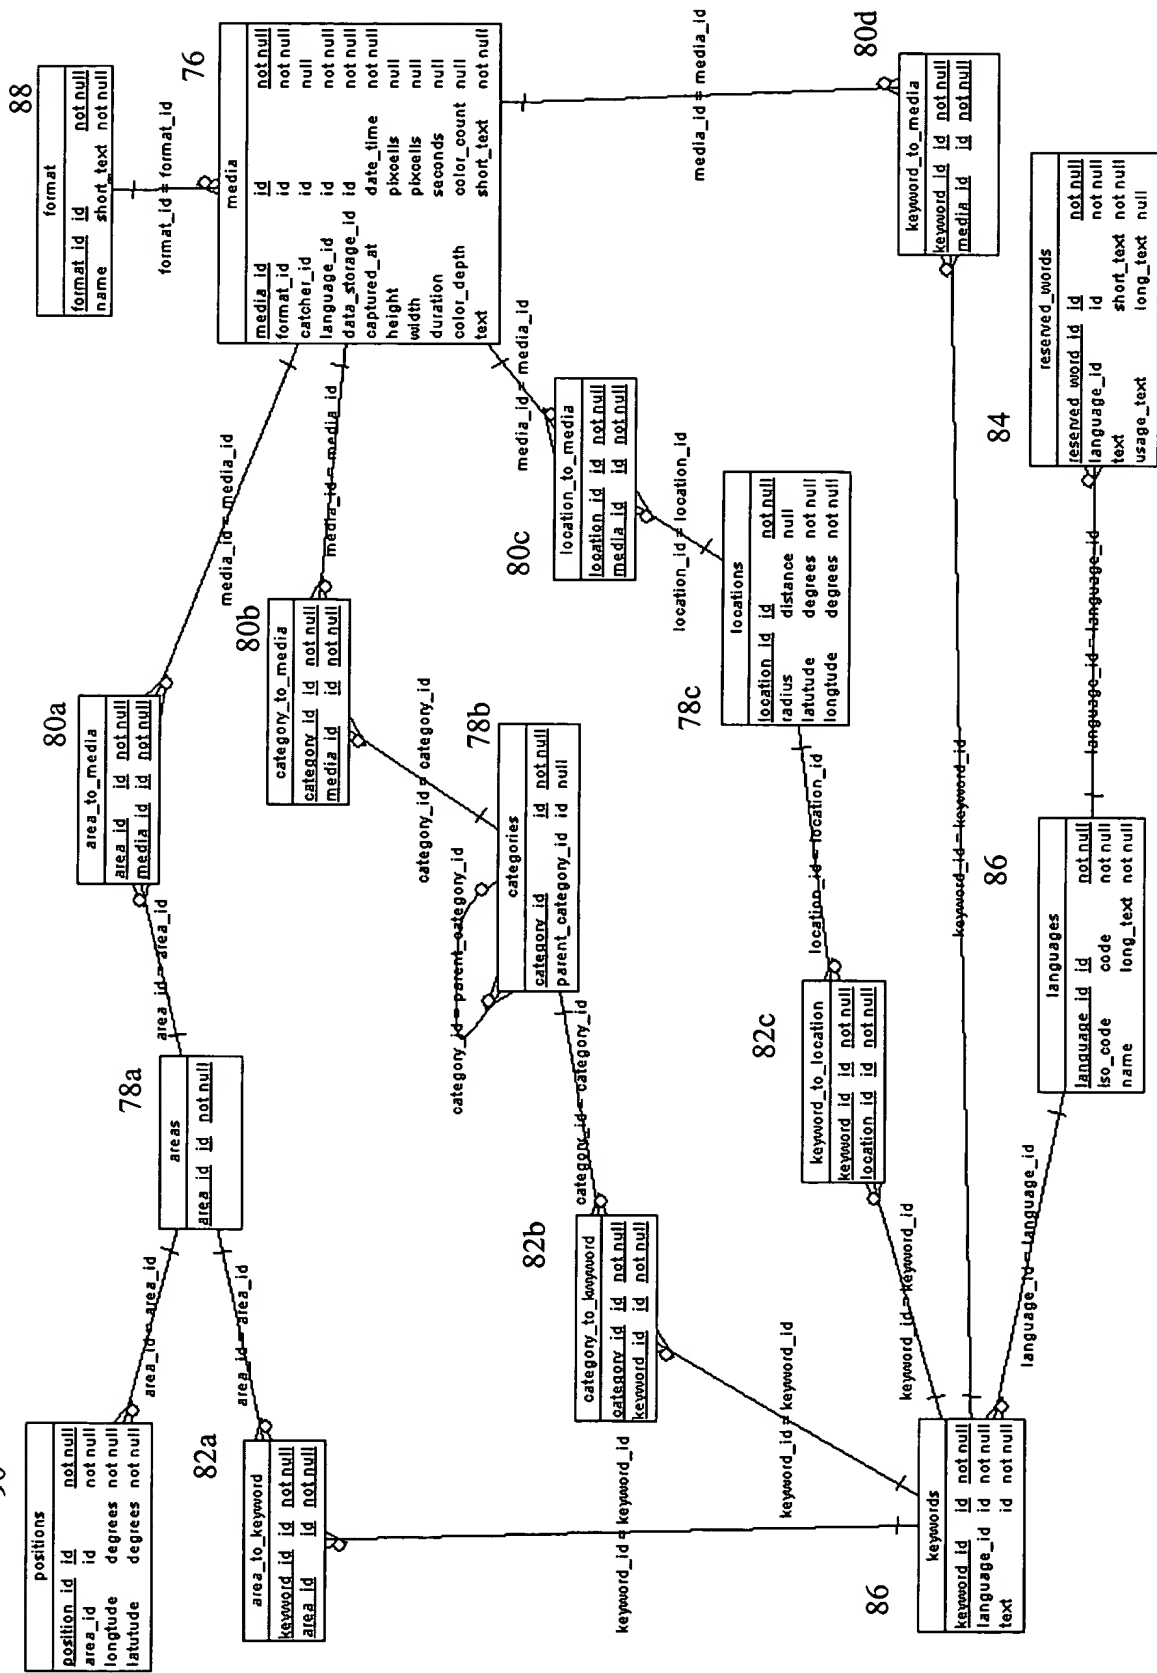 88
format
format_id id not null
name short_text not null
format_id = format_id
76
media
media_id id not null
format_id id not null
catcher_id id null
language_id id not null
data_storage_id id not null
captured_at date_time not null
height pixcells null
width pixcells null
duration seconds null
color_depth color_count null
text short_text not null
media_id = media_id
media_id = media_id
media_id = media_id
media_id = media_id
80a
area_to_media
area_id id not null
media_id id not null
area_id = area_id
80b
category_to_media
category_id id not null
media_id id not null
category_id = category_id
80c
location_to_media
location_id id not null
media_id id not null
location_id = location_id
80d
keyword_to_media
keyword_id id not null
media_id id not null
keyword_id = keyword_id
78a
areas
area_id id not null
area_id = area_id
area_id = area_id
78b
categories
category_id id not null
parent_category_id id null
category_id = parent_category_id
category_id = parent_category_id
category_id = category_id
78c
locations
location_id id not null
radius distance null
latutude degrees not null
longtude degrees not null
location_id = location_id
84
reserved_words
reserved_word_id id not null
language_id id not null
text short_text not null
usage_text long_text null
language_id = language_id
positions
position_id id not null
area_id id not null
longtude degrees not null
latutude degrees not null
82a
area_to_keyword
keyword_id id not null
area_id id not null
keyword_id = keyword_id
82b
category_to_keyword
category_id id not null
keyword_id id not null
keyword_id = keyword_id
82c
keyword_to_location
keyword_id id not null
location_id id not null
keyword_id = keyword_id
86
languages
language_id id not null
iso_code code not null
name long_text not null
language_id = language_id
86
keywords
keyword_id id not null
language_id id not null
text id not null